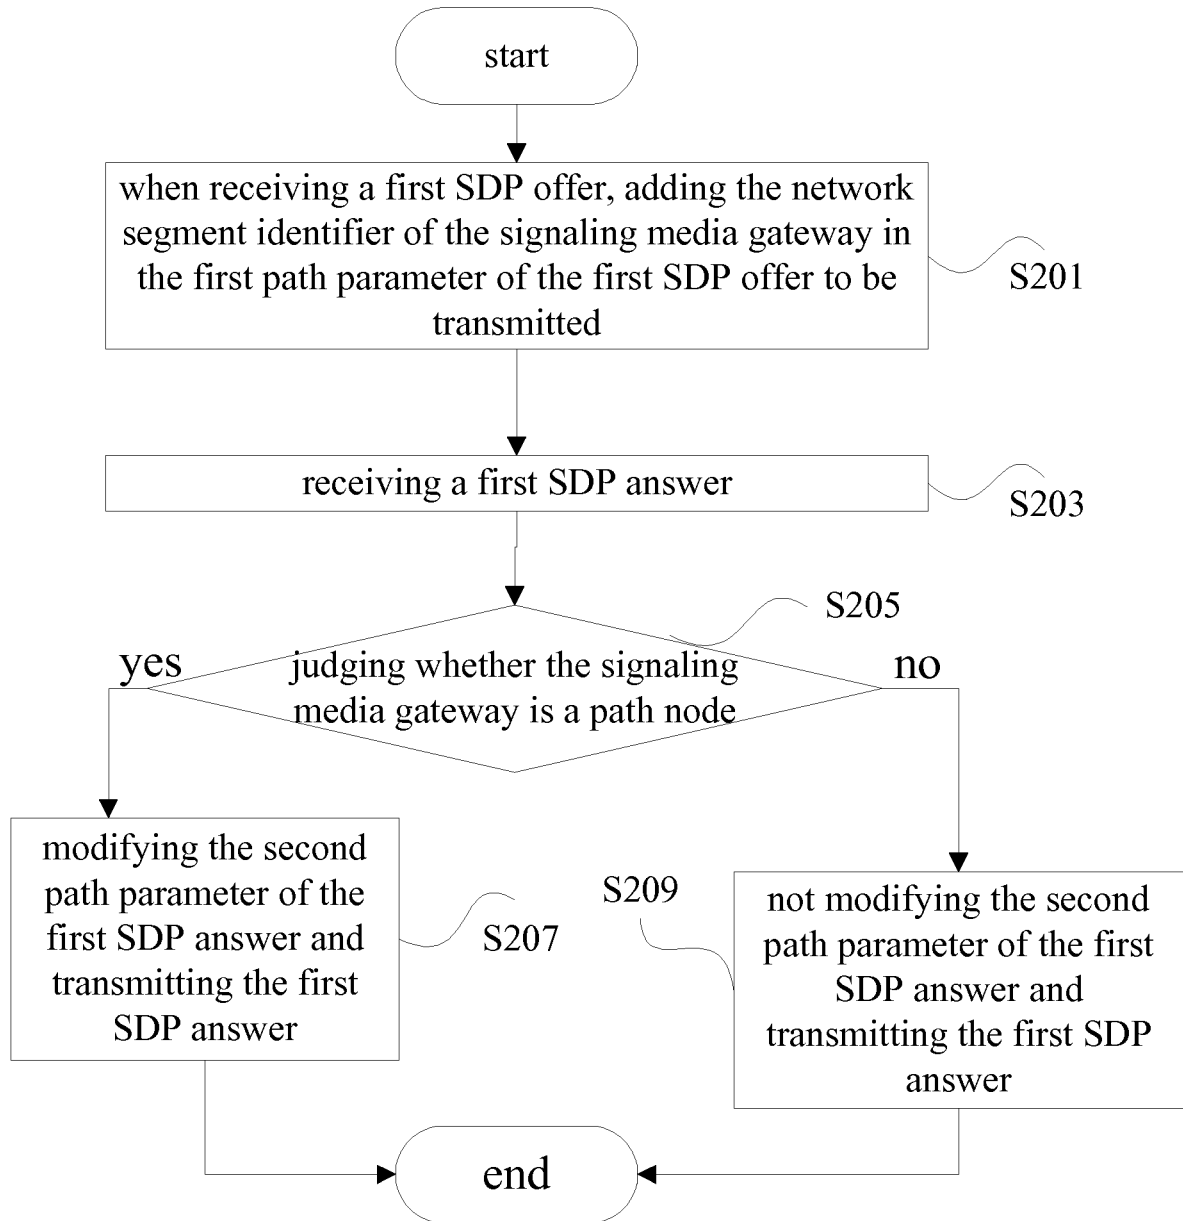 start
when receiving a first SDP offer, adding the network
segment identifier of the signaling media gateway in
the first path parameter of the first SDP offer to be
transmitted
S201
receiving a first SDP answer
S203
S205
yes
judging whether the signaling
media gateway is a path node
no
modifying the second
path parameter of the
first SDP answer and
transmitting the first
SDP answer
S207
S209
not modifying the second
path parameter of the first
SDP answer and
transmitting the first SDP
answer
end